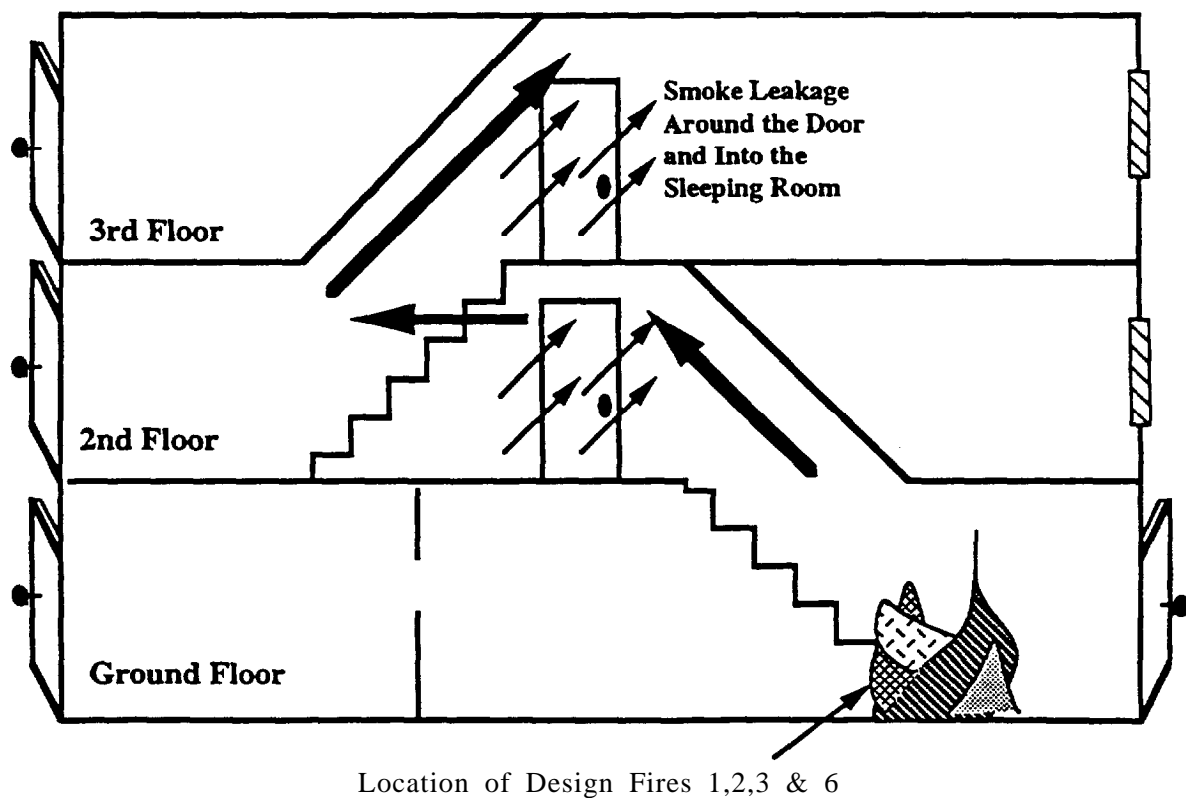 Smoke Leakage
Around the Door
and Into the
Sleeping Room
3rd Floor
2nd Floor
Ground Floor
Location of Design Fires 1,2,3 & 6